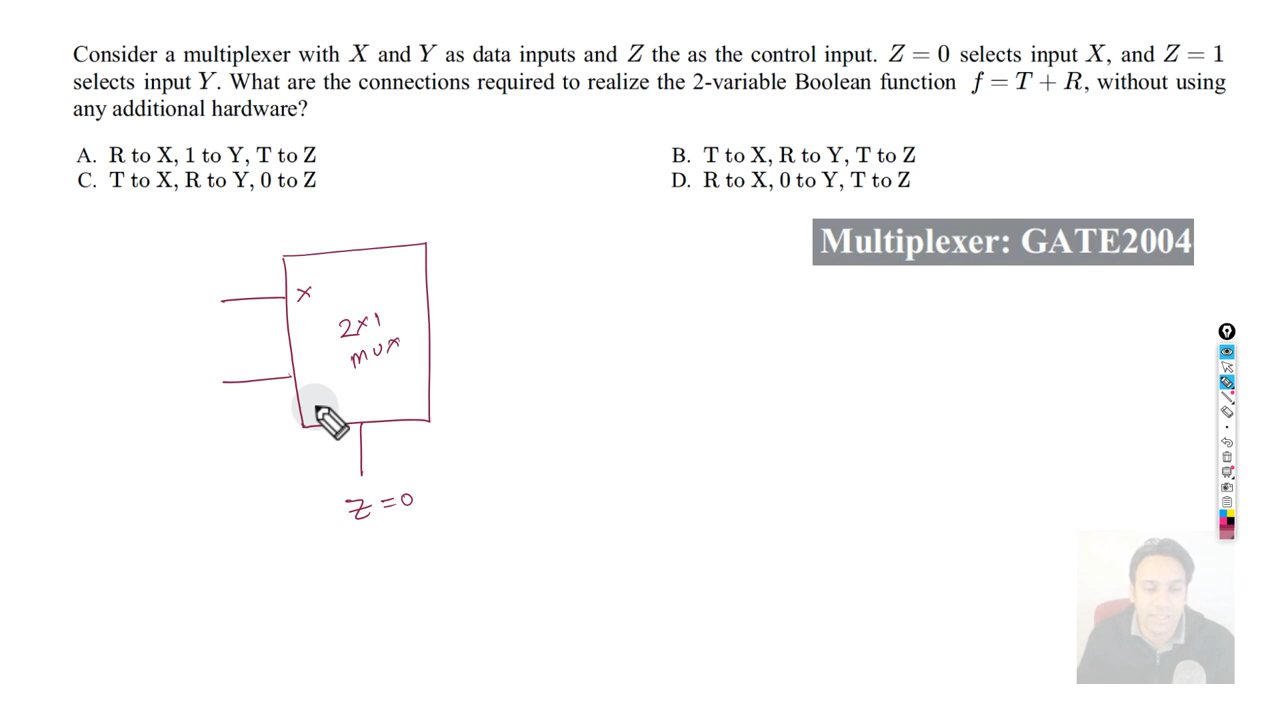 Consider a multiplexer with X and Y as data inputs and Z the as the control input. Z = 0 selects input X, and Z = 1
selects input Y. What are the connections required to realize the 2-variable Boolean function f = T + R, without using
any additional hardware?
A. R to X, 1 to Y, T to Z
B. T to X, R to Y, T to Z
C. T to X, R to Y, 0 to Z
D. R to X, 0 to Y, T to Z
Multiplexer: GATE2004
X
2x1
mux
Z = 0